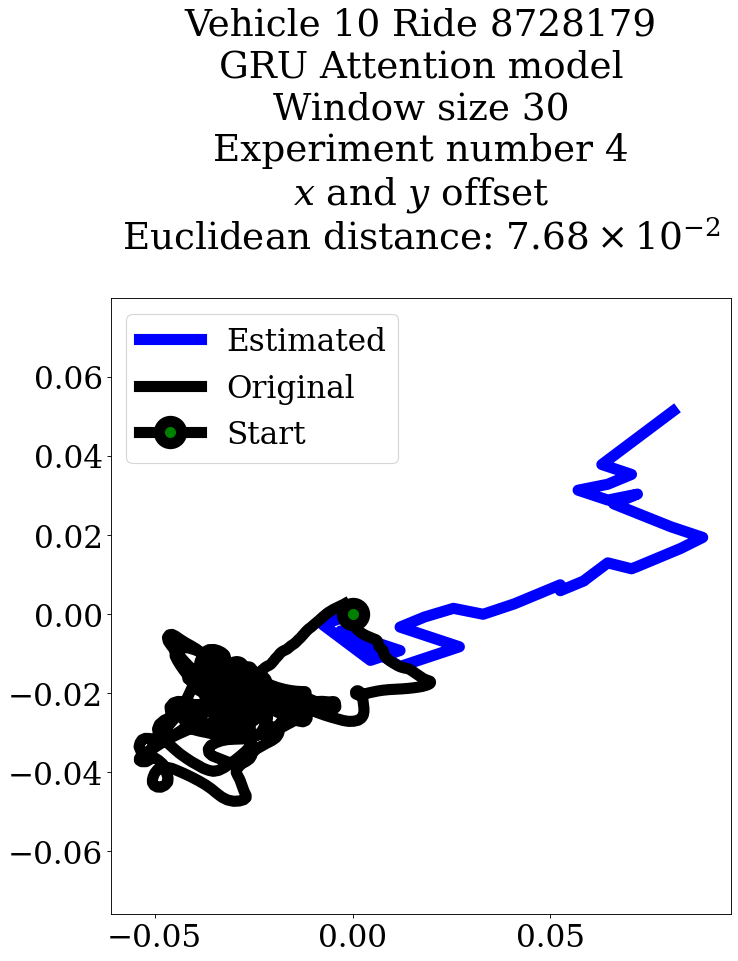 Vehicle 10 Ride 8728179
GRU Attention model
Window size 30
Experiment number 4
x and y offset
Euclidean distance: 7.68 × 10⁻²
Estimated
Original
Start
0.06
0.04
0.02
0.00
−0.02
−0.04
−0.06
−0.05 0.00 0.05